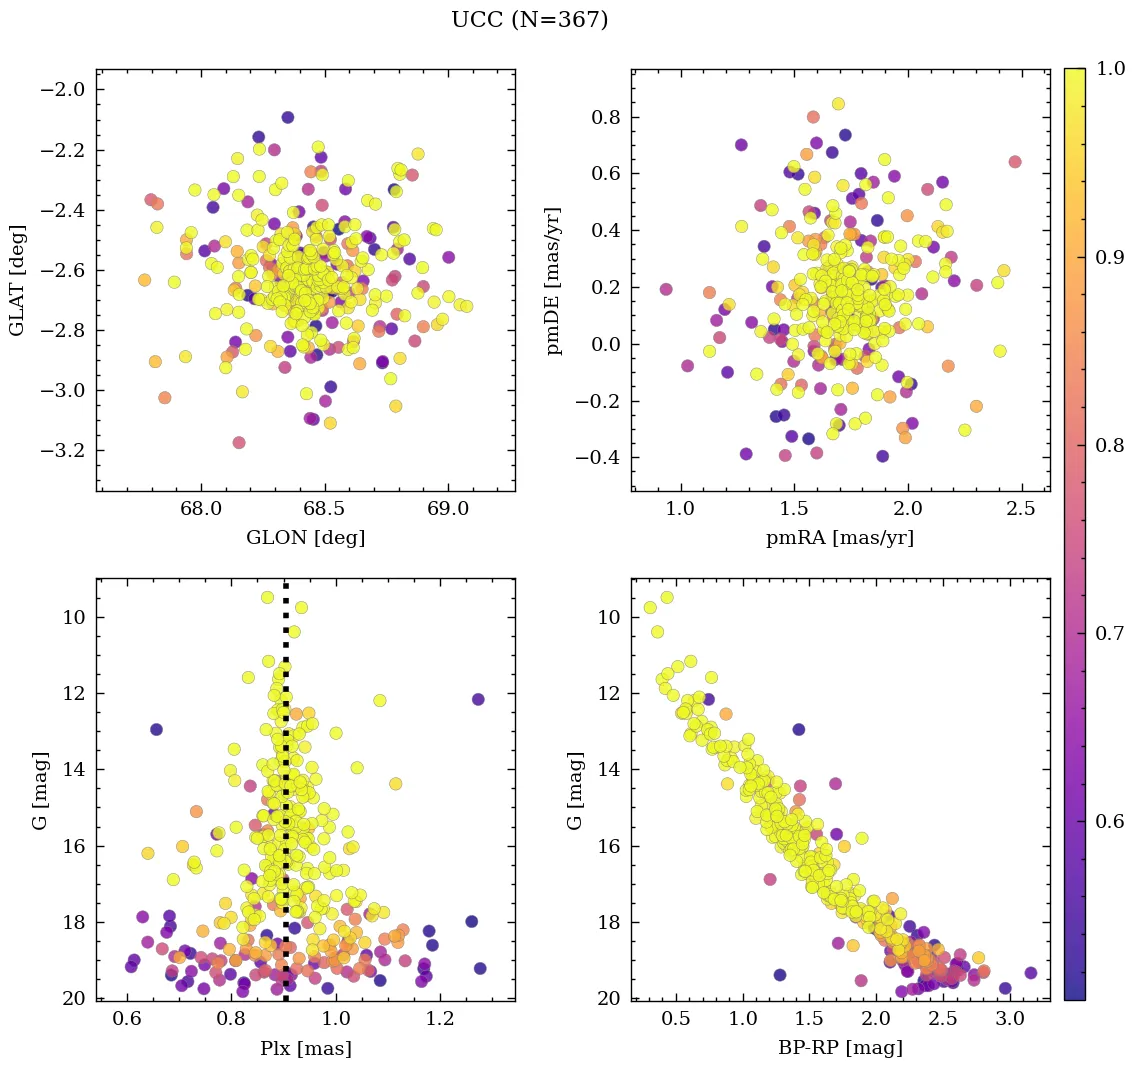 UCC (N=367)
−2.0
−2.2
−2.4
−2.6
−2.8
−3.0
−3.2
GLAT [deg]
68.0 68.5 69.0
GLON [deg]
0.8
0.6
0.4
0.2
0.0
−0.2
−0.4
pmDE [mas/yr]
1.0 1.5 2.0 2.5
pmRA [mas/yr]
1.0
0.9
0.8
0.7
0.6
10
12
14
16
18
20
G [mag]
0.6 0.8 1.0 1.2
Plx [mas]
10
12
14
16
18
20
G [mag]
0.5 1.0 1.5 2.0 2.5 3.0
BP-RP [mag]